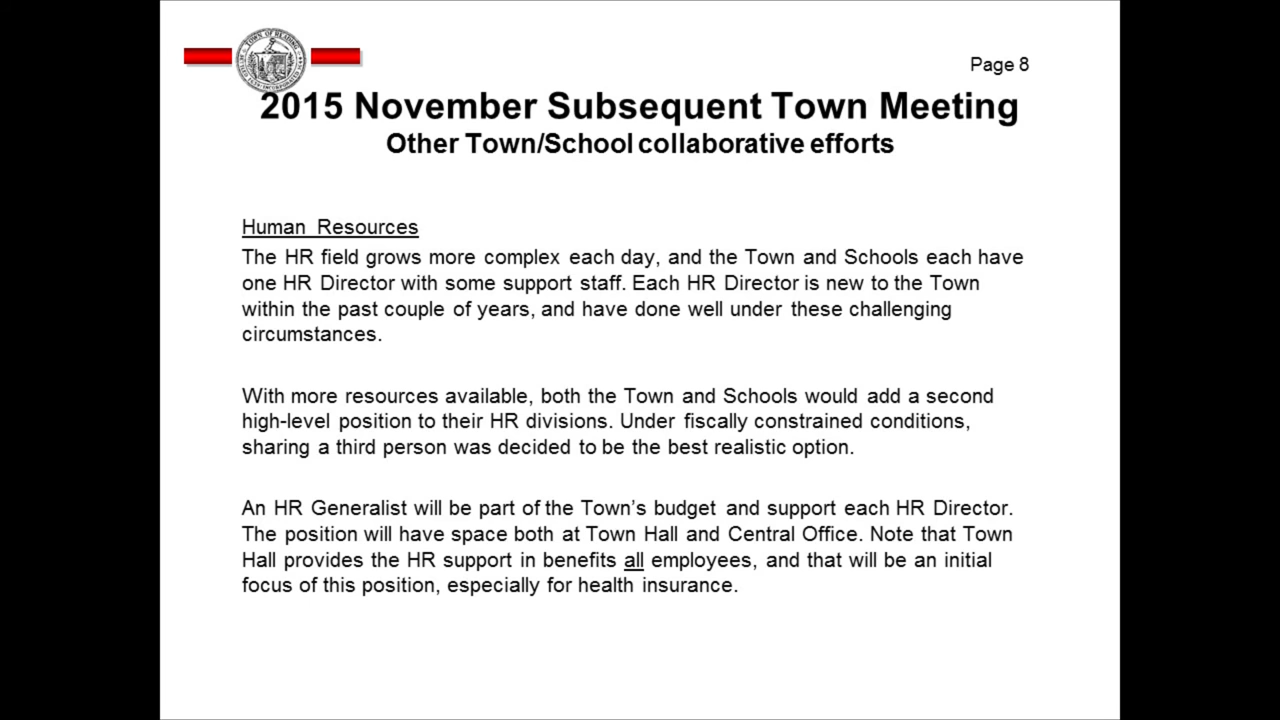 TOWN OF READING
Page 8
2015 November Subsequent Town Meeting
Other Town/School collaborative efforts
Human Resources
The HR field grows more complex each day, and the Town and Schools each have
one HR Director with some support staff. Each HR Director is new to the Town
within the past couple of years, and have done well under these challenging
circumstances.
With more resources available, both the Town and Schools would add a second
high-level position to their HR divisions. Under fiscally constrained conditions,
sharing a third person was decided to be the best realistic option.
An HR Generalist will be part of the Town’s budget and support each HR Director.
The position will have space both at Town Hall and Central Office. Note that Town
Hall provides the HR support in benefits all employees, and that will be an initial
focus of this position, especially for health insurance.